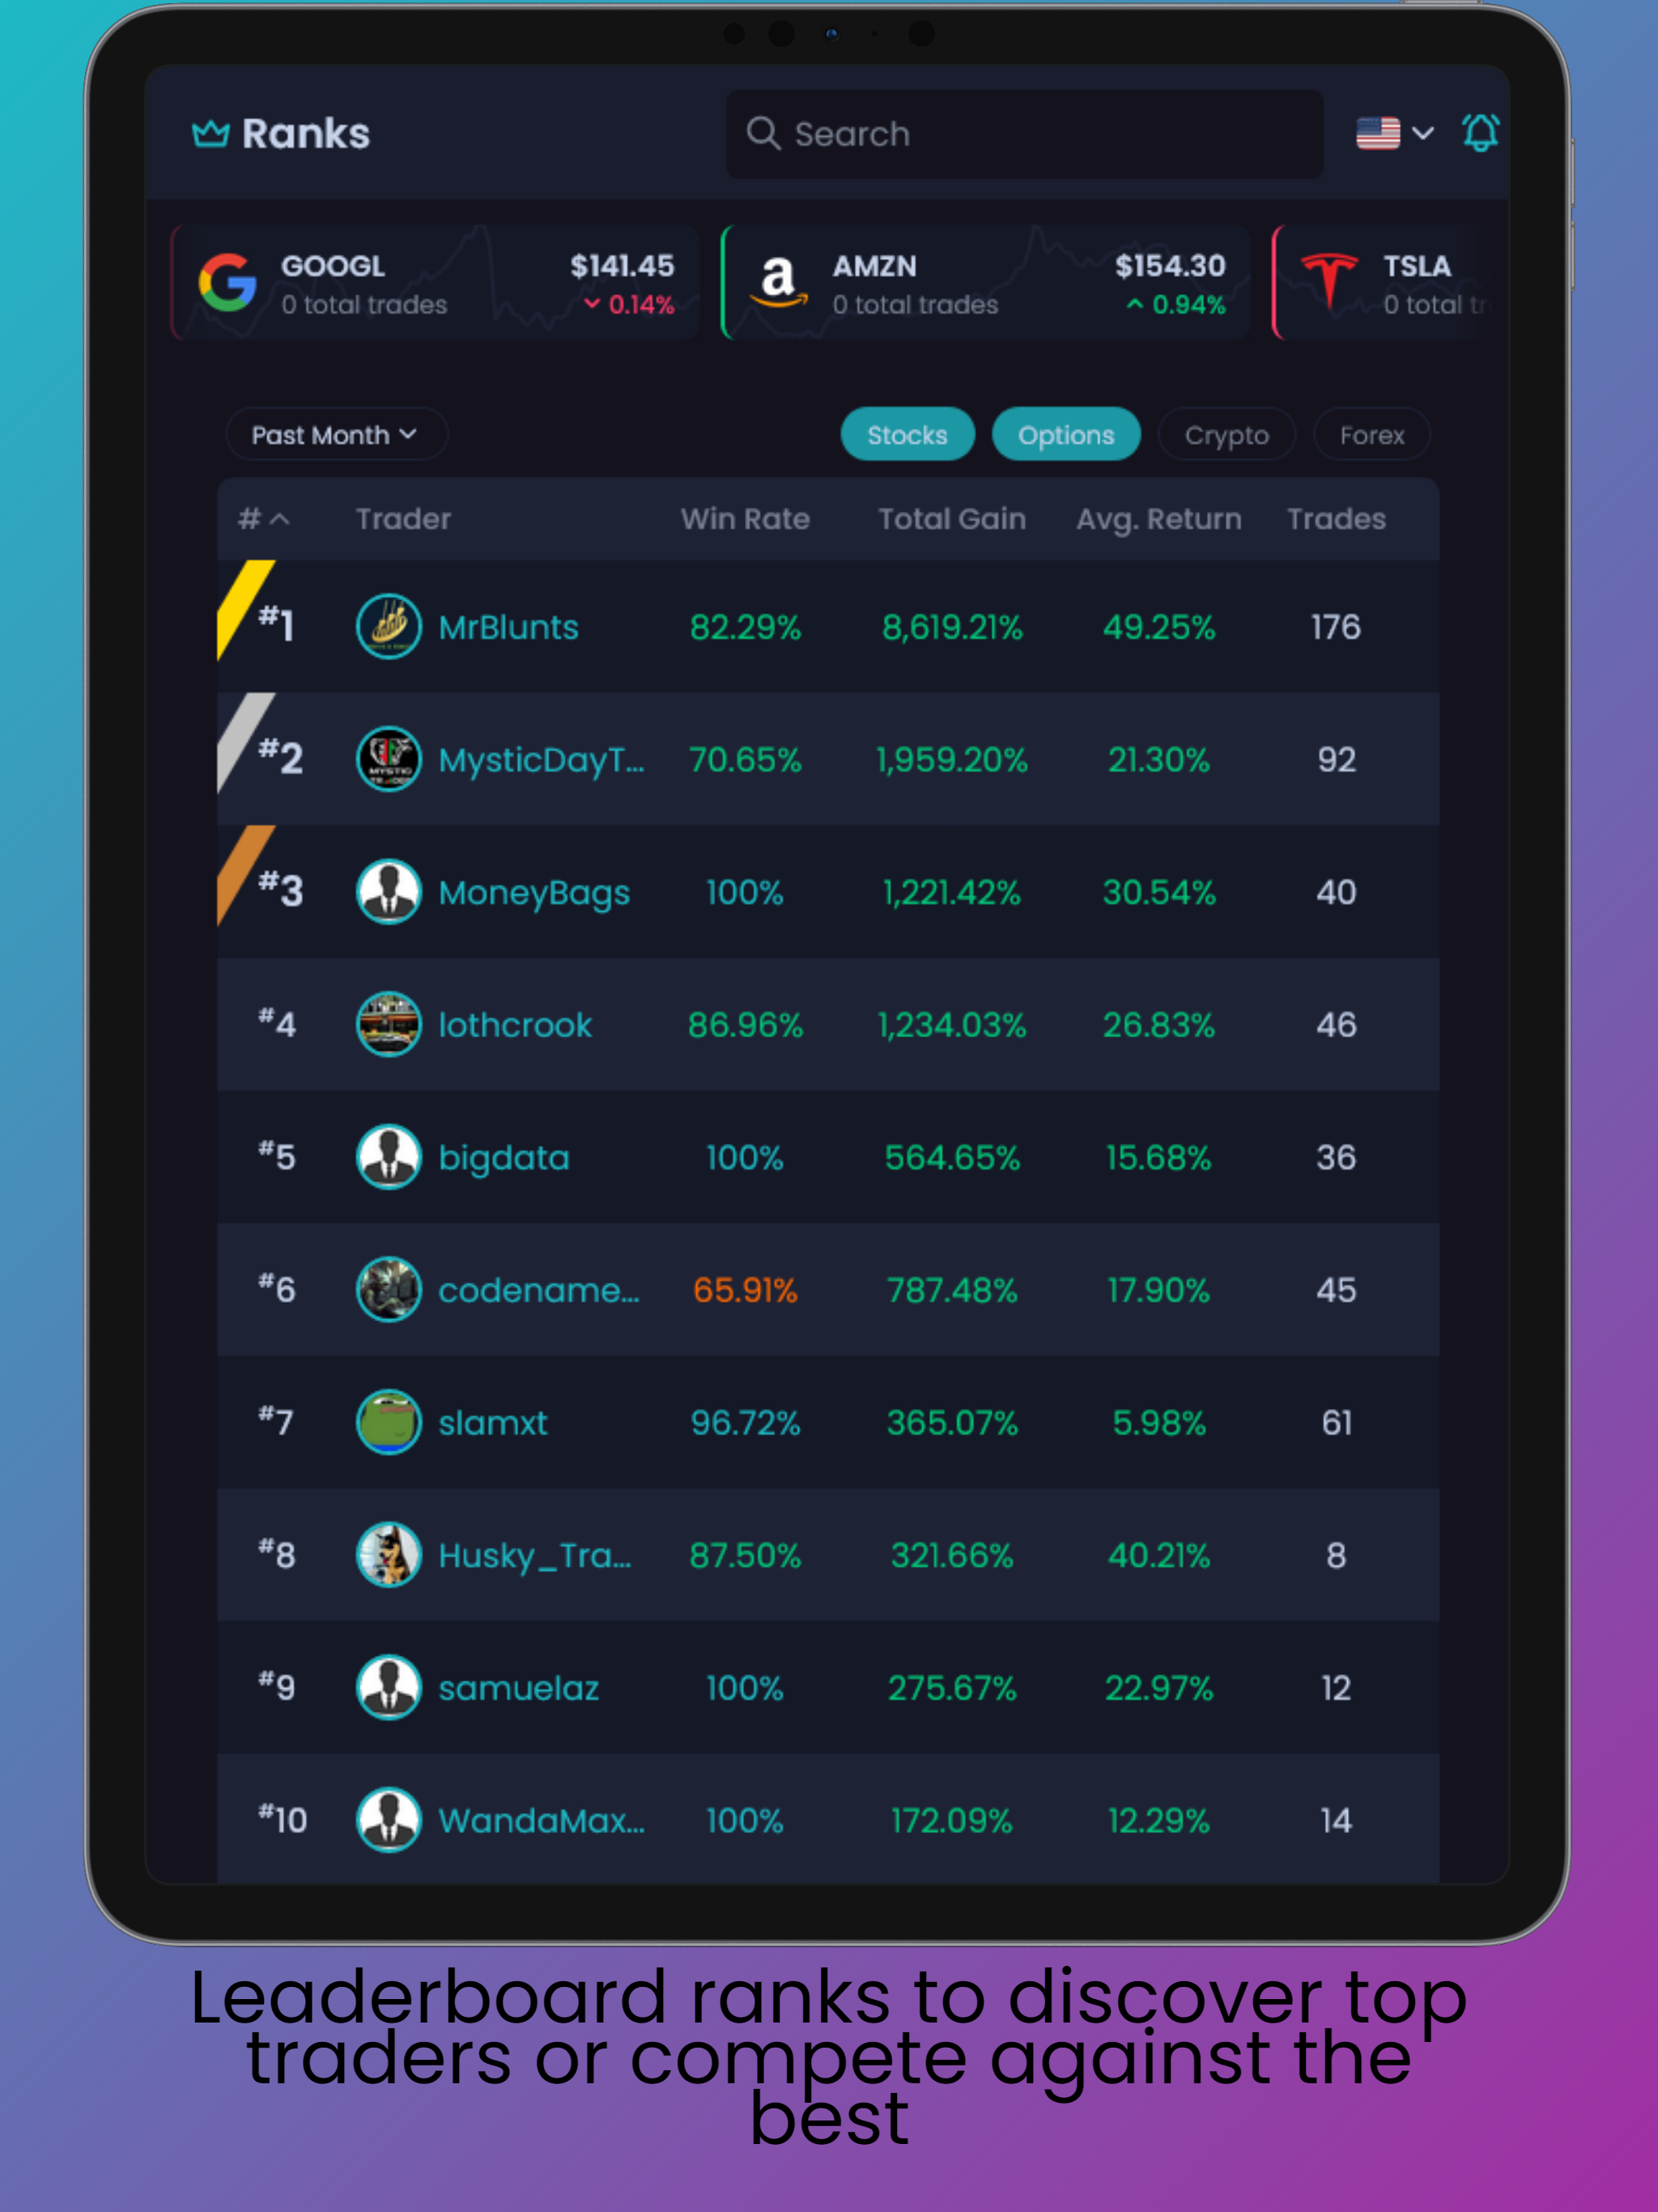 Ranks
Search
GOOGL
$141.45
0 total trades
0.14%
AMZN
$154.30
0 total trades
0.94%
TSLA
0 total
Past Month
Stocks
Options
Crypto
Forex
# Trader Win Rate Total Gain Avg. Return Trades
#1 MrBlunts 82.29% 8,619.21% 49.25% 176
#2 MysticDayT... 70.65% 1,959.20% 21.30% 92
#3 MoneyBags 100% 1,221.42% 30.54% 40
#4 lothcrook 86.96% 1,234.03% 26.83% 46
#5 bigdata 100% 564.65% 15.68% 36
#6 codename... 65.91% 787.48% 17.90% 45
#7 slamxt 96.72% 365.07% 5.98% 61
#8 Husky_Tra... 87.50% 321.66% 40.21% 8
#9 samuelaz 100% 275.67% 22.97% 12
#10 WandaMax... 100% 172.09% 12.29% 14
Leaderboard ranks to discover top
traders or compete against the
best